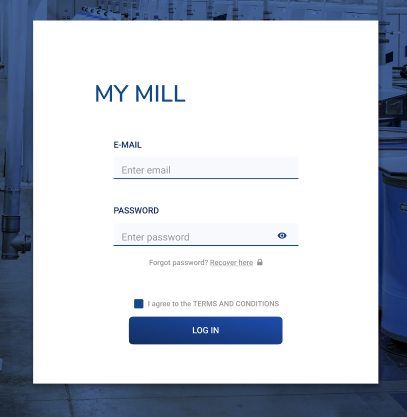 MY MILL
E-MAIL
Enter email
PASSWORD
Enter password
Forgot password? Recover here
I agree to the TERMS AND CONDITIONS
LOG IN